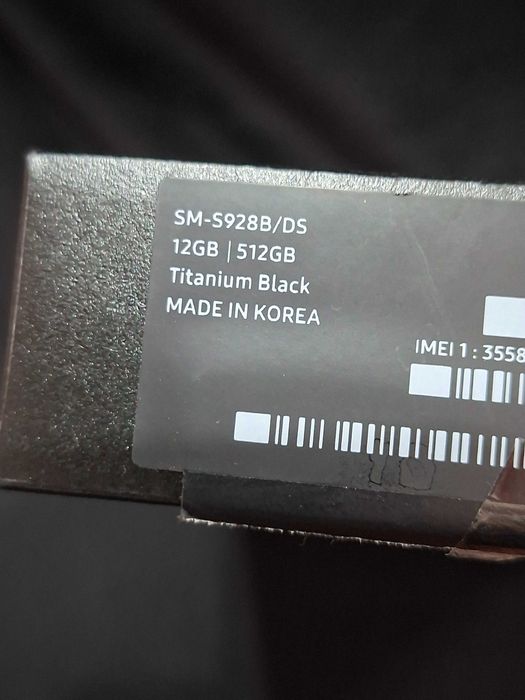 SM-S928B/DS
12GB | 512GB
Titanium Black
MADE IN KOREA
IMEI 1 : 3558